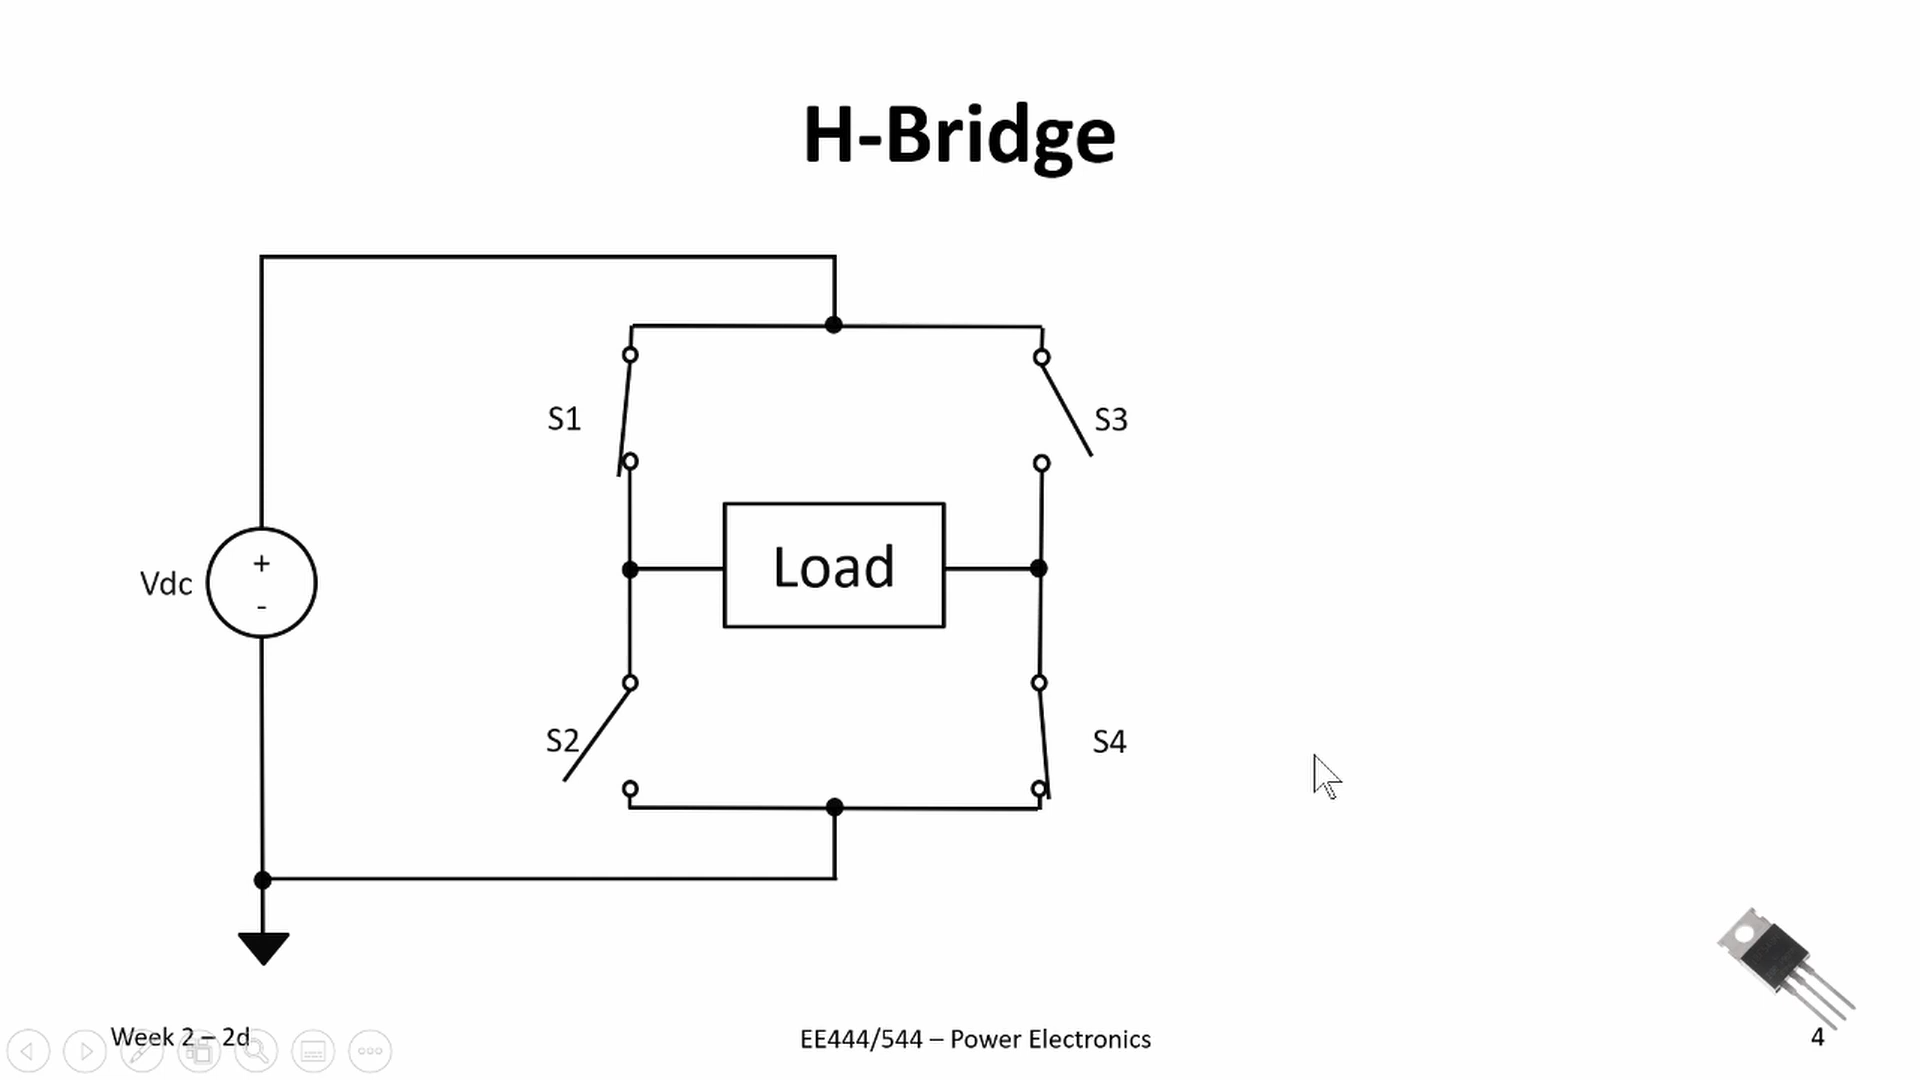 H-Bridge
S1
S3
Load
Vdc
+
-
S2
S4
Week 2 – 2d
EE444/544 – Power Electronics
4